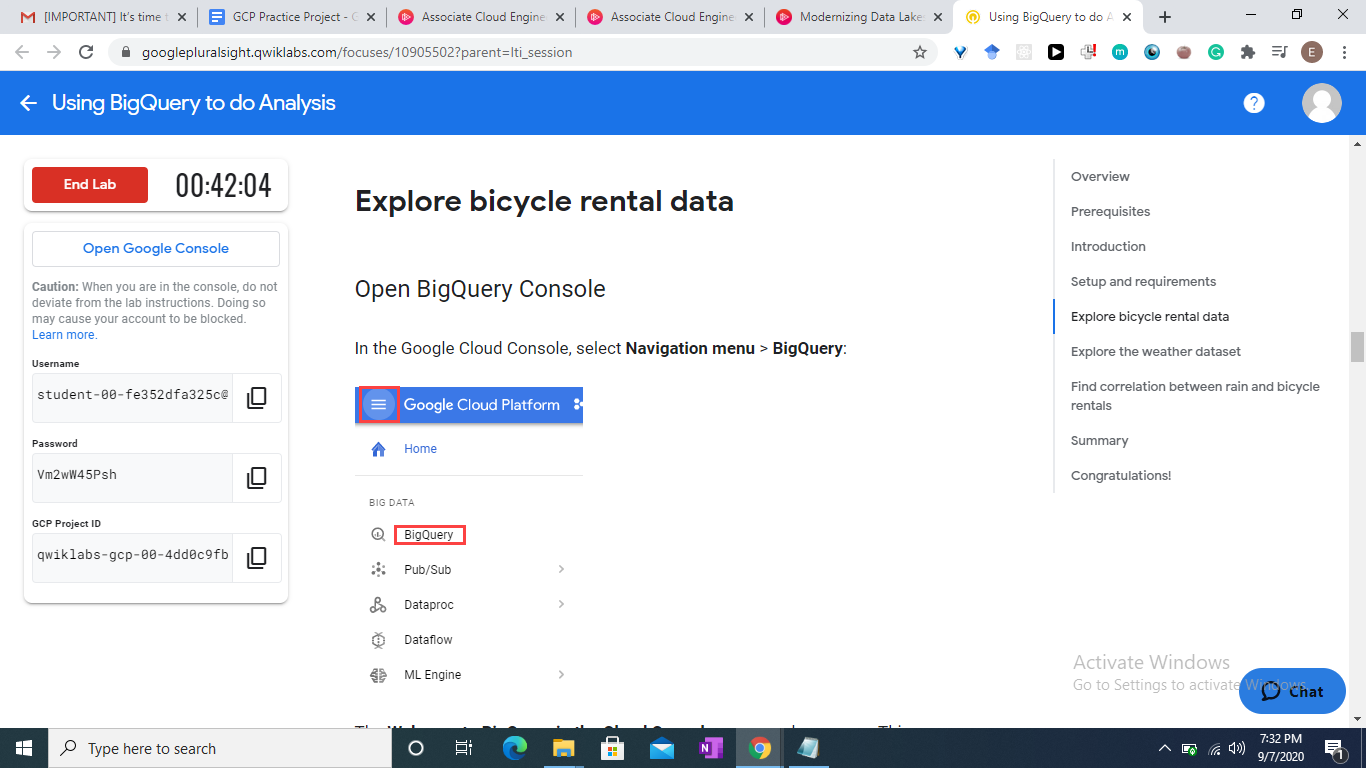 [IMPORTANT] It's time t
GCP Practice Project - G
Associate Cloud Engine
Associate Cloud Engine
Modernizing Data Lake
Using BigQuery to do A
googlepluralsight.qwiklabs.com/focuses/10905502?parent=lti_session
E
Using BigQuery to do Analysis
End Lab
00:42:04
Open Google Console
Caution: When you are in the console, do not
deviate from the lab instructions. Doing so
may cause your account to be blocked.
Learn more.
Username
student-00-fe352dfa325c@
Password
Vm2wW45Psh
GCP Project ID
qwiklabs-gcp-00-4dd0c9fb
Explore bicycle rental data
Open BigQuery Console
In the Google Cloud Console, select Navigation menu > BigQuery:
Google Cloud Platform
Home
BIG DATA
BigQuery
Pub/Sub
Dataproc
Dataflow
ML Engine
Overview
Prerequisites
Introduction
Setup and requirements
Explore bicycle rental data
Explore the weather dataset
Find correlation between rain and bicycle
rentals
Summary
Congratulations!
Activate Windows
Go to Settings to activate Windows.
Chat
Type here to search
7:32 PM
9/7/2020
1